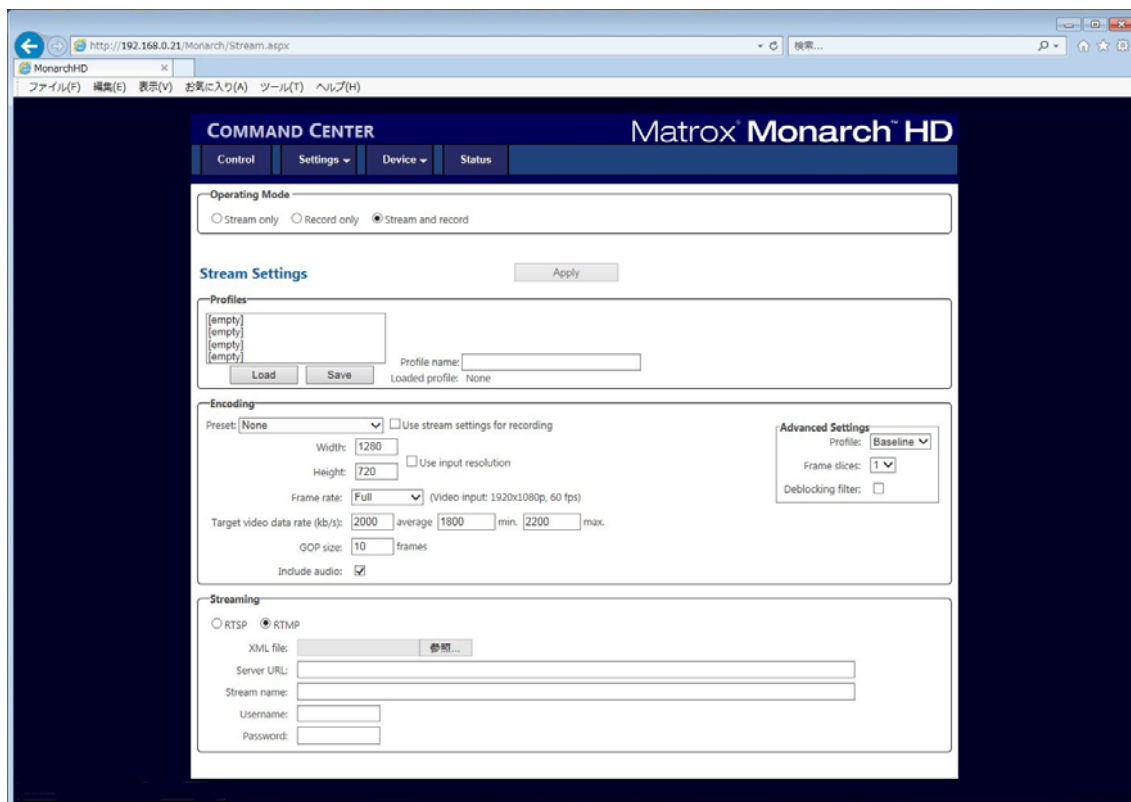 http://192.168.0.21/Monarch/Stream.aspx
検索...
MonarchHD
ファイル(F) 編集(E) 表示(V) お気に入り(A) ツール(T) ヘルプ(H)
COMMAND CENTER
Matrox® Monarch™ HD
Control Settings Device Status
Operating Mode
Stream only Record only Stream and record
Stream Settings
Apply
Profiles
[empty]
[empty]
[empty]
[empty]
Profile name:
Load Save
Loaded profile: None
Encoding
Preset: None
Use stream settings for recording
Width: 1280
Use input resolution
Height: 720
Frame rate: Full (Video input: 1920x1080p, 60 fps)
Target video data rate (kb/s): 2000 average 1800 min. 2200 max.
GOP size: 10 frames
Include audio:
Advanced Settings
Profile: Baseline
Frame slices: 1
Deblocking filter:
Streaming
RTSP RTMP
XML file: 参照...
Server URL:
Stream name:
Username:
Password: